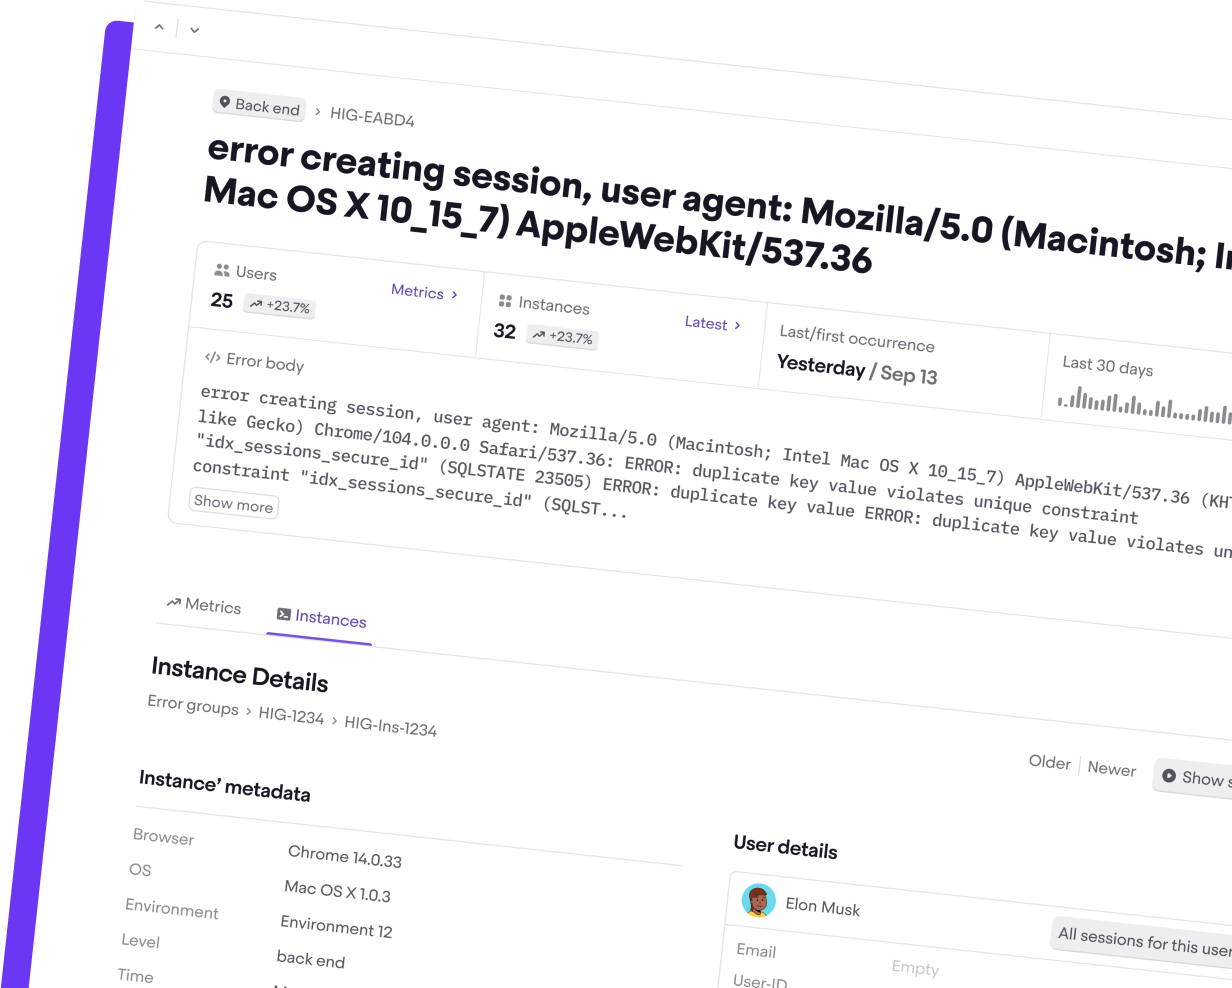 Back end › HIG-EABD4
error creating session, user agent: Mozilla/5.0 (Macintosh;
Mac OS X 10_15_7) AppleWebKit/537.36
Users
Metrics ›
25 +23.7%
Instances
Latest ›
32 +23.7%
Last/first occurrence
Yesterday / Sep 13
Last 30 days
</> Error body
error creating session, user agent: Mozilla/5.0 (Macintosh; Intel Mac OS X 10_15_7) AppleWebKit/537.36 (KHT
like Gecko) Chrome/104.0.0.0 Safari/537.36: ERROR: duplicate key value violates unique constraint
"idx_sessions_secure_id" (SQLSTATE 23505) ERROR: duplicate key value ERROR: duplicate key value violates un
constraint "idx_sessions_secure_id" (SQLST...
Show more
Metrics Instances
Instance Details
Error groups › HIG-1234 › HIG-Ins-1234
Older Newer Show
Instance’ metadata
Browser Chrome 14.0.33
OS Mac OS X 1.0.3
Environment Environment 12
Level back end
Time
User details
Elon Musk
All sessions for this user
Email Empty
User-ID